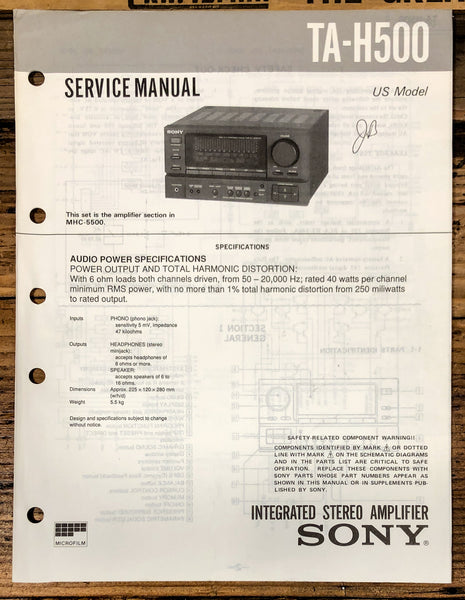 TA-H500
SERVICE MANUAL
US Model
JB
SONY
This set is the amplifier section in
MHC-5500.
SPECIFICATIONS
AUDIO POWER SPECIFICATIONS
POWER OUTPUT AND TOTAL HARMONIC DISTORTION:
With 6 ohm loads both channels driven, from 50 – 20,000 Hz; rated 40 watts per channel
minimum RMS power, with no more than 1% total harmonic distortion from 250 miliwatts
to rated output.
Inputs PHONO (phono jack):
sensitivity 5 mV, impedance
47 kiloohms
Outputs HEADPHONES (stereo
minijack):
accepts headphones of
8 ohms or more.
SPEAKER:
accepts speakers of 6 to
16 ohms.
Dimensions Approx. 225 × 120 × 280 mm
(w/h/d)
Weight 5.5 kg
Design and specifications subject to change
without notice.
SAFETY-RELATED COMPONENT WARNING!!
COMPONENTS IDENTIFIED BY MARK ⚠ OR DOTTED
LINE WITH MARK ⚠ ON THE SCHEMATIC DIAGRAMS
AND IN THE PARTS LIST ARE CRITICAL TO SAFE
OPERATION. REPLACE THESE COMPONENTS WITH
SONY PARTS WHOSE PART NUMBERS APPEAR AS
SHOWN IN THIS MANUAL OR IN SUPPLEMENTS PUB-
LISHED BY SONY.
MICROFILM
INTEGRATED STEREO AMPLIFIER
SONY®